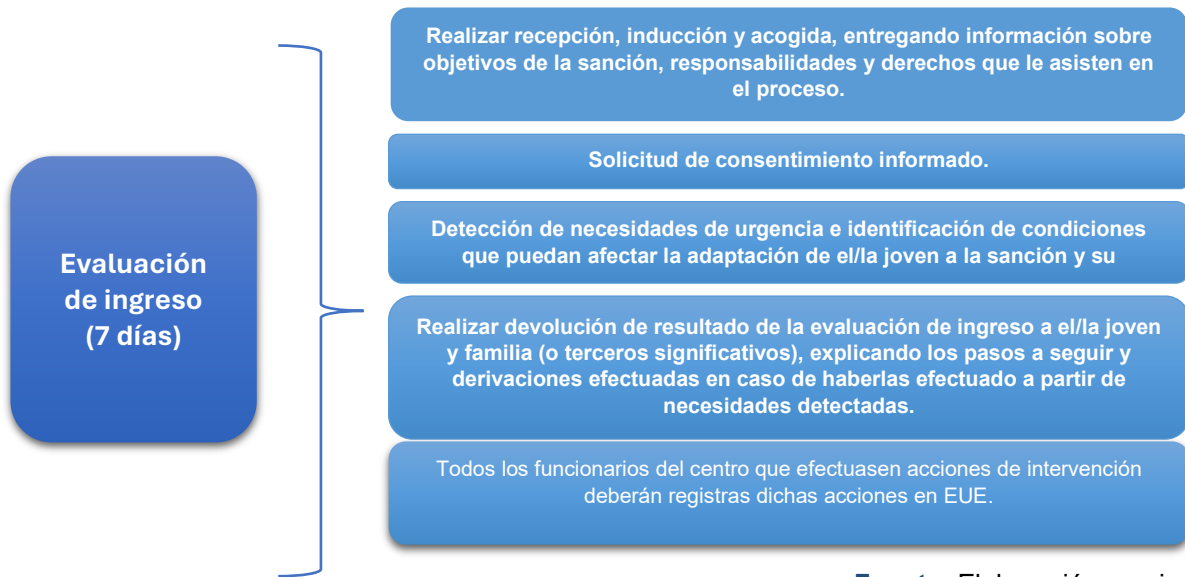 Realizar recepción, inducción y acogida, entregando información sobre
objetivos de la sanción, responsabilidades y derechos que le asisten en
el proceso.
Solicitud de consentimiento informado.
Evaluación
de ingreso
(7 días)
Detección de necesidades de urgencia e identificación de condiciones
que puedan afectar la adaptación de el/la joven a la sanción y su
Realizar devolución de resultado de la evaluación de ingreso a el/la joven
y familia (o terceros significativos), explicando los pasos a seguir y
derivaciones efectuadas en caso de haberlas efectuado a partir de
necesidades detectadas.
Todos los funcionarios del centro que efectuasen acciones de intervención
deberán registras dichas acciones en EUE.